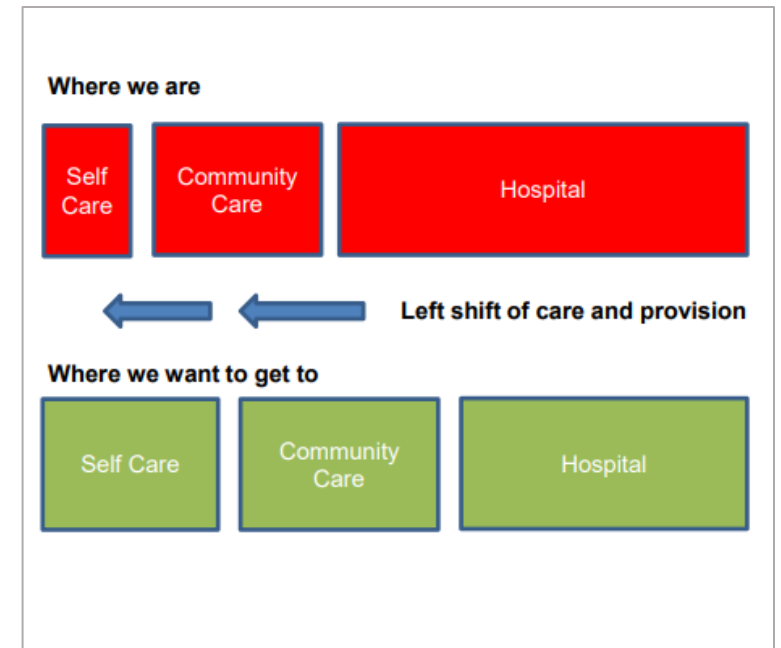 Where we are
Self
Care
Community
Care
Hospital
Left shift of care and provision
Where we want to get to
Self Care
Community
Care
Hospital